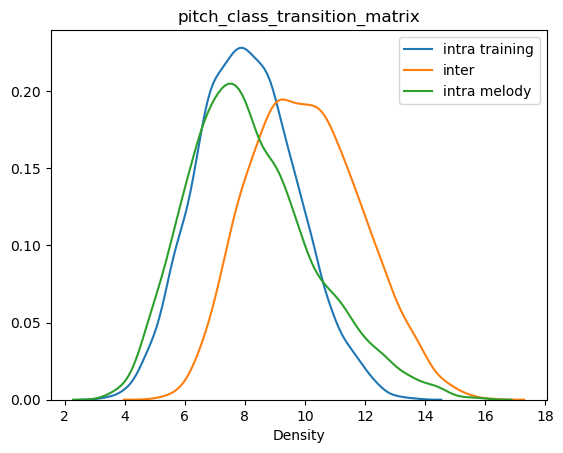 pitch_class_transition_matrix
intra training
inter
intra melody
0.20
0.15
0.10
0.05
0.00
2 4 6 8 10 12 14 16 18
Density